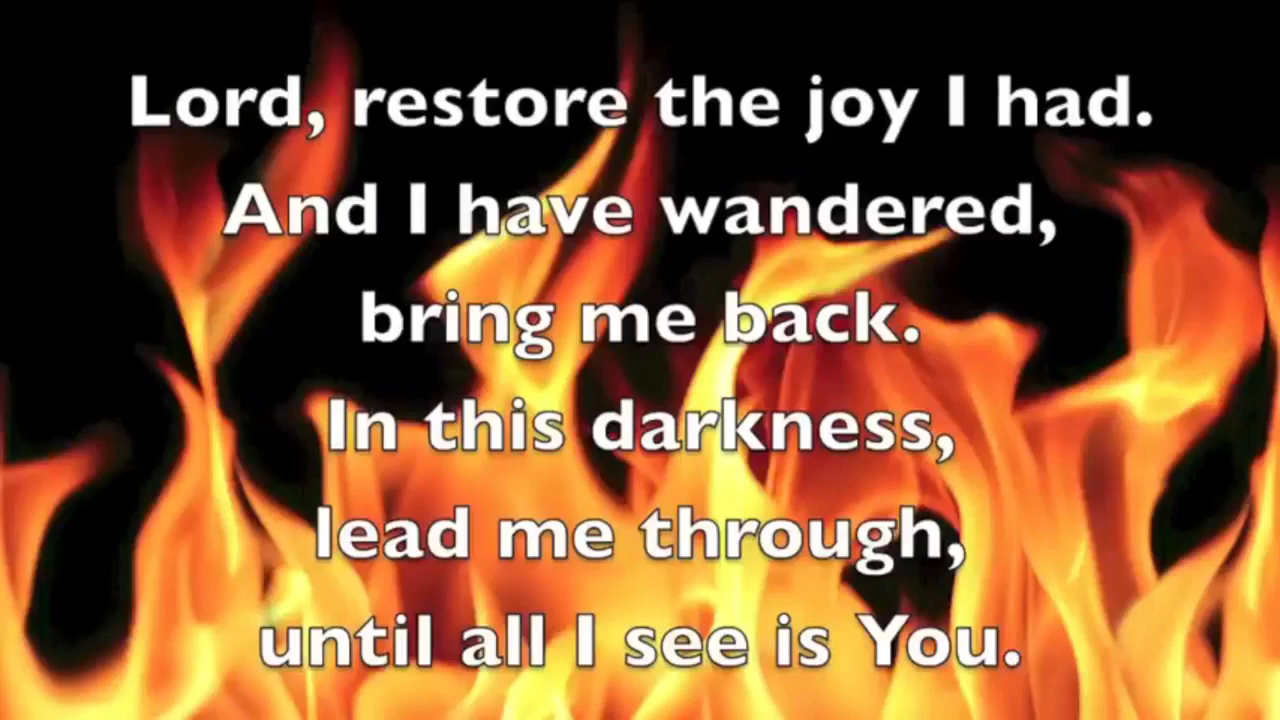 Lord, restore the joy I had.
And I have wandered,
bring me back.
In this darkness,
lead me through,
until all I see is You.